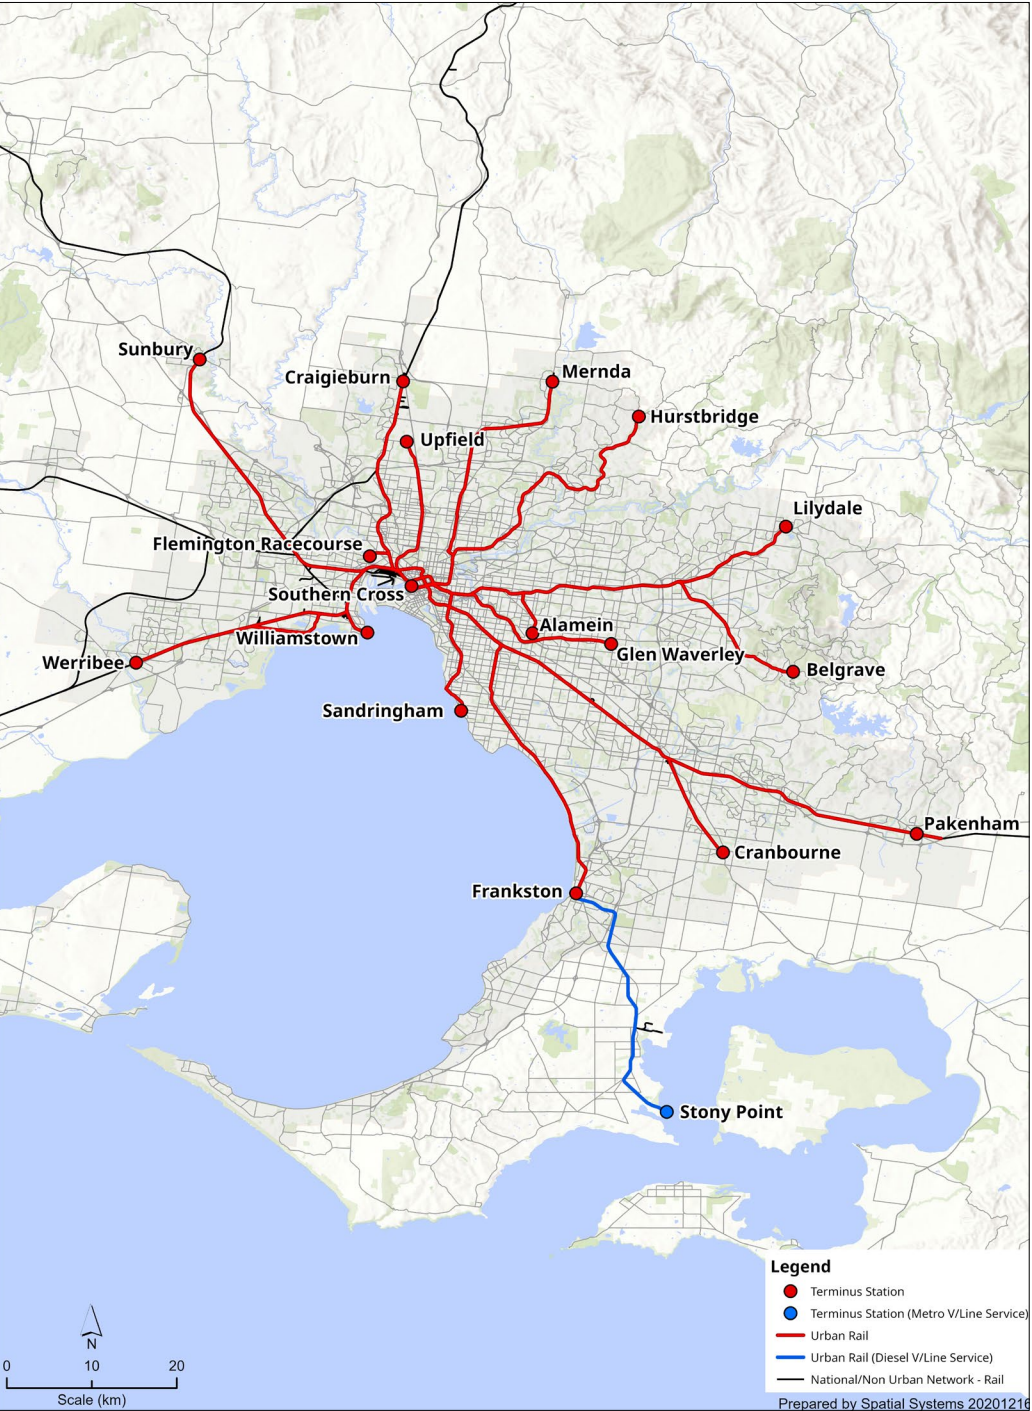 Sunbury
Craigieburn
Mernda
Hurstbridge
Upfield
Lilydale
Flemington Racecourse
Southern Cross
Alamein
Williamstown
Glen Waverley
Werribee
Belgrave
Sandringham
Pakenham
Cranbourne
Frankston
Stony Point
Legend
Terminus Station
Terminus Station (Metro V/Line Service)
Urban Rail
Urban Rail (Diesel V/Line Service)
National/Non Urban Network - Rail
N
0 10 20
Scale (km)
Prepared by Spatial Systems 20201216